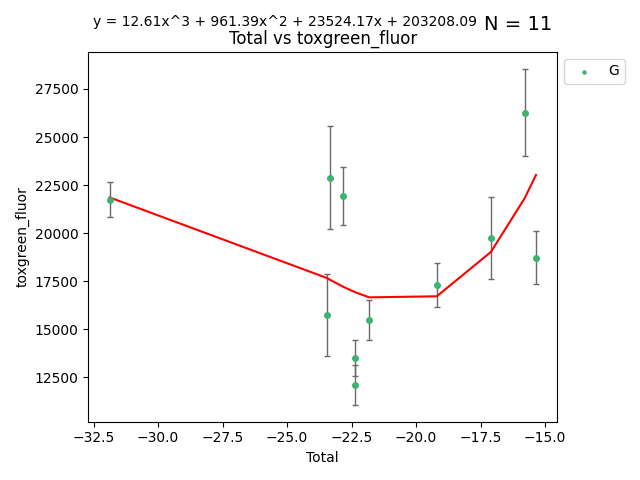 y = 12.61x^3 + 961.39x^2 + 23524.17x + 203208.09 N = 11
Total vs toxgreen_fluor
G
27500
25000
22500
20000
17500
15000
12500
toxgreen_fluor
−32.5 −30.0 −27.5 −25.0 −22.5 −20.0 −17.5 −15.0
Total